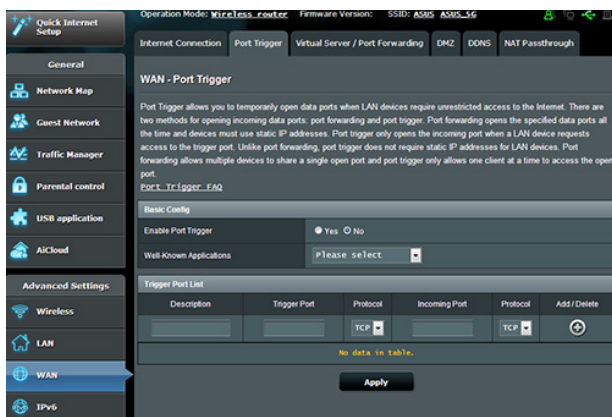 Quick Internet
Setup
General
Network Map
Guest Network
Traffic Manager
Parental control
USB application
AiCloud
Advanced Settings
Wireless
LAN
WAN
IPv6
Operation Mode: Wireless router Firmware Version: SSID: ASUS ASUS_5G
Internet Connection Port Trigger Virtual Server / Port Forwarding DMZ DDNS NAT Passthrough
WAN - Port Trigger
Port Trigger allows you to temporarily open data ports when LAN devices require unrestricted access to the Internet. There are
two methods for opening incoming data ports: port forwarding and port trigger. Port forwarding opens the specified data ports all
the time and devices must use static IP addresses. Port trigger only opens the incoming port when a LAN device requests
access to the trigger port. Unlike port forwarding, port trigger does not require static IP addresses for LAN devices. Port
forwarding allows multiple devices to share a single open port and port trigger only allows one client at a time to access the open
port.
Port Trigger FAQ
Basic Config
Enable Port Trigger Yes No
Well-Known Applications Please select
Trigger Port List
Description Trigger Port Protocol Incoming Port Protocol Add / Delete
TCP TCP
No data in table.
Apply